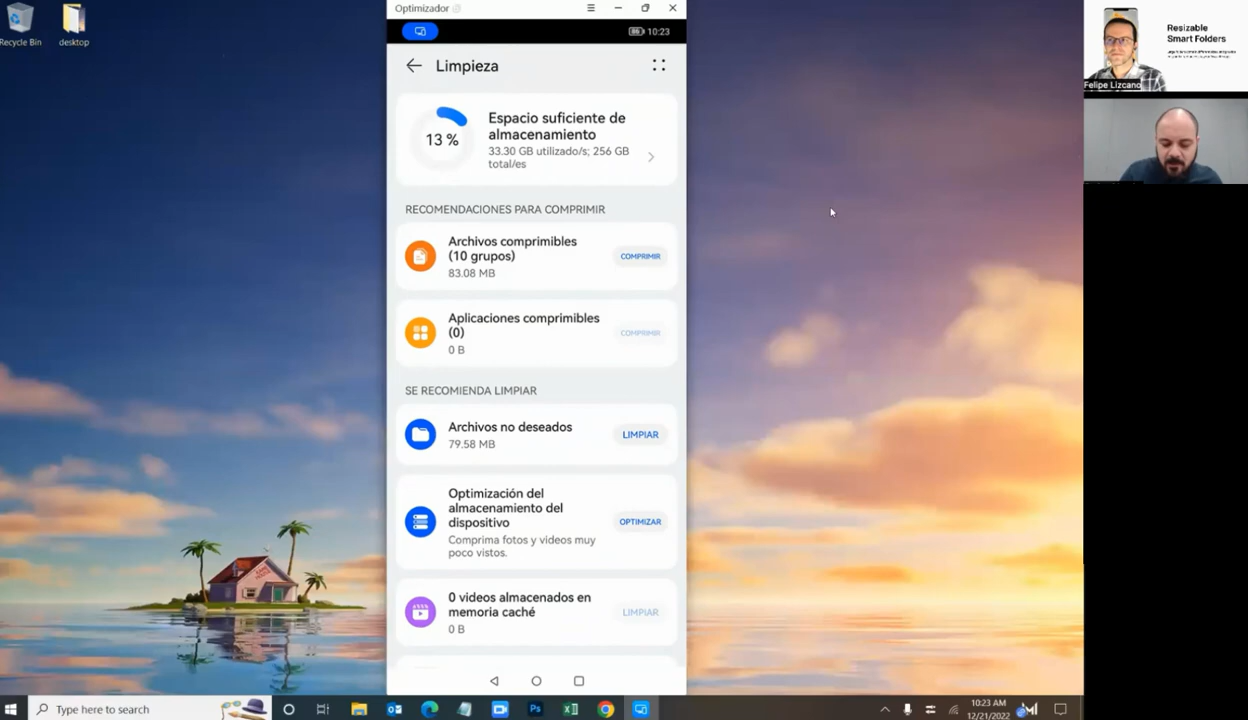 Recycle Bin
desktop
Optimizador
10:23
Limpieza
13 %
Espacio suficiente de
almacenamiento
33.30 GB utilizado/s; 256 GB
total/es
RECOMENDACIONES PARA COMPRIMIR
Archivos comprimibles
(10 grupos)
83.08 MB
COMPRIMIR
Aplicaciones comprimibles
(0)
0 B
COMPRIMIR
SE RECOMIENDA LIMPIAR
Archivos no deseados
79.58 MB
LIMPIAR
Optimización del
almacenamiento del
dispositivo
Comprima fotos y videos muy
poco vistos.
OPTIMIZAR
0 videos almacenados en
memoria caché
0 B
LIMPIAR
Resizable
Smart Folders
Felipe Lizcano
Type here to search
Ps
10:23 AM
12/21/2022